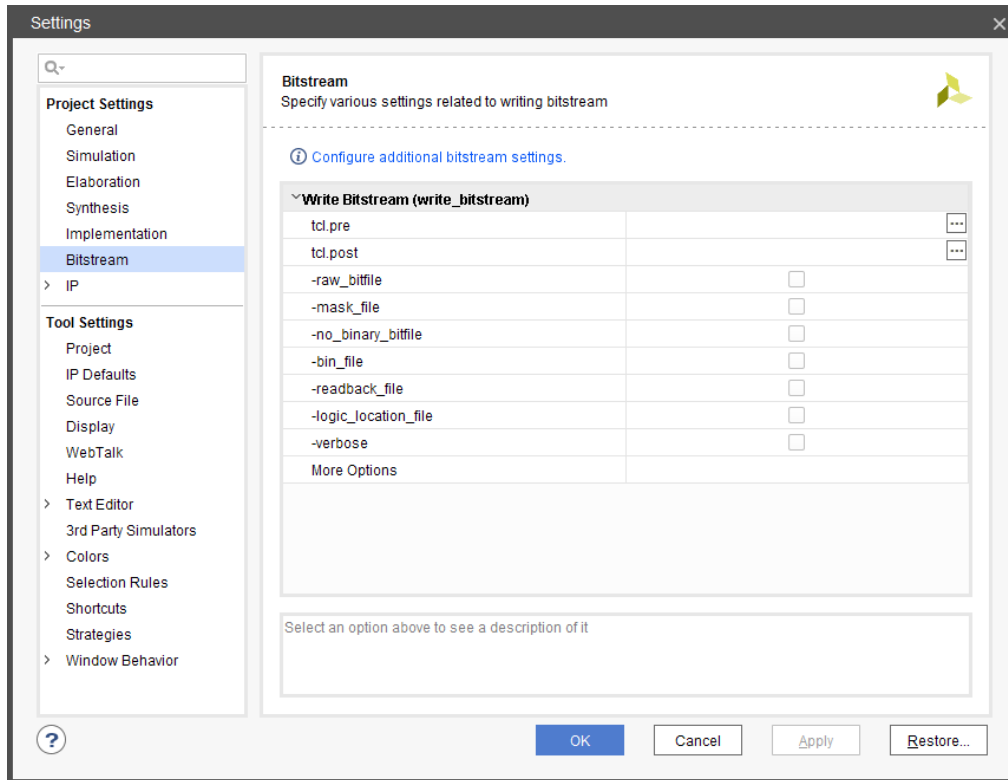 Settings
Project Settings
General
Simulation
Elaboration
Synthesis
Implementation
Bitstream
IP
Tool Settings
Project
IP Defaults
Source File
Display
WebTalk
Help
Text Editor
3rd Party Simulators
Colors
Selection Rules
Shortcuts
Strategies
Window Behavior
Bitstream
Specify various settings related to writing bitstream
Configure additional bitstream settings.
Write Bitstream (write_bitstream)
tcl.pre
tcl.post
-raw_bitfile
-mask_file
-no_binary_bitfile
-bin_file
-readback_file
-logic_location_file
-verbose
More Options
Select an option above to see a description of it
? OK Cancel Apply Restore...